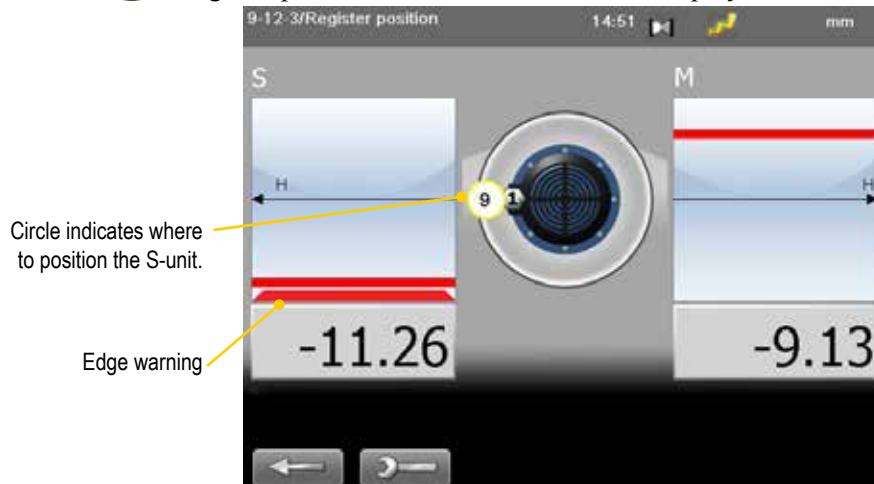 9-12-3/Register position 14:51 mm
S M
H H
9 1
Circle indicates where
to position the S-unit.
Edge warning
-11.26 -9.13